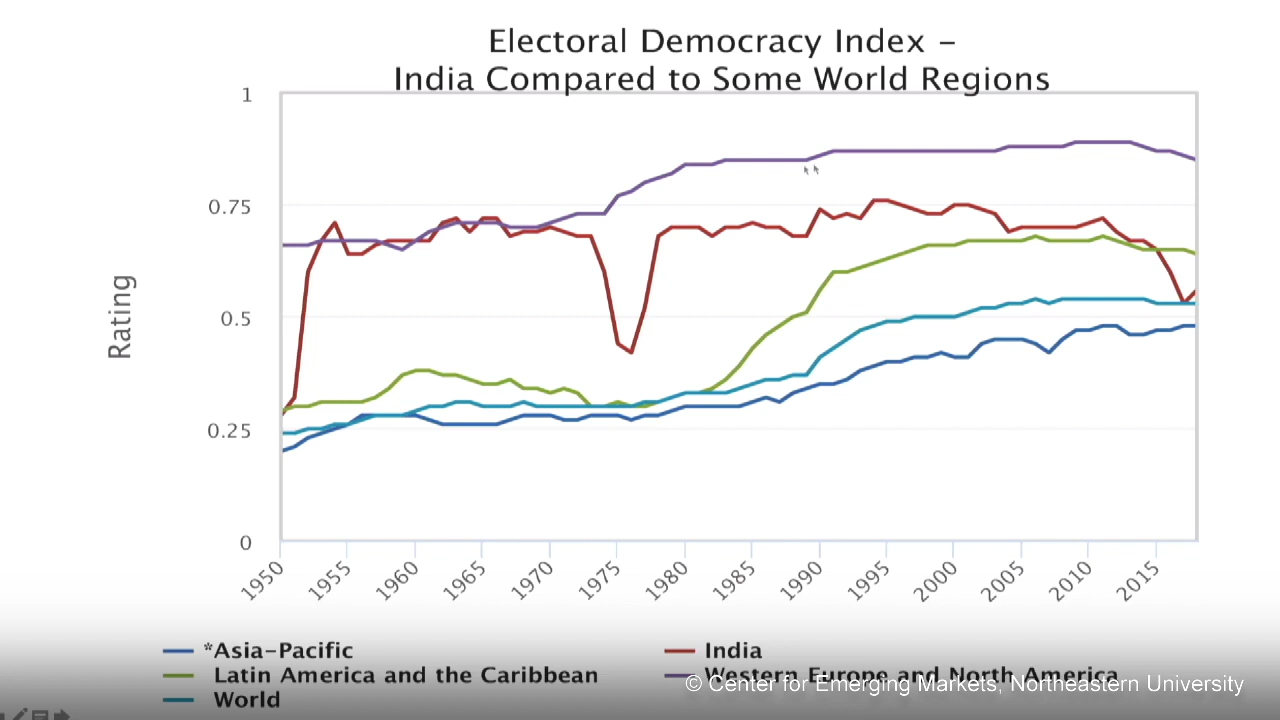 Electoral Democracy Index –
India Compared to Some World Regions
1
0.75
0.5
0.25
0
Rating
1950
1955
1960
1965
1970
1975
1980
1985
1990
1995
2000
2005
2010
2015
*Asia–Pacific
India
Latin America and the Caribbean
Western Europe and North America
World
© Center for Emerging Markets, Northeastern University